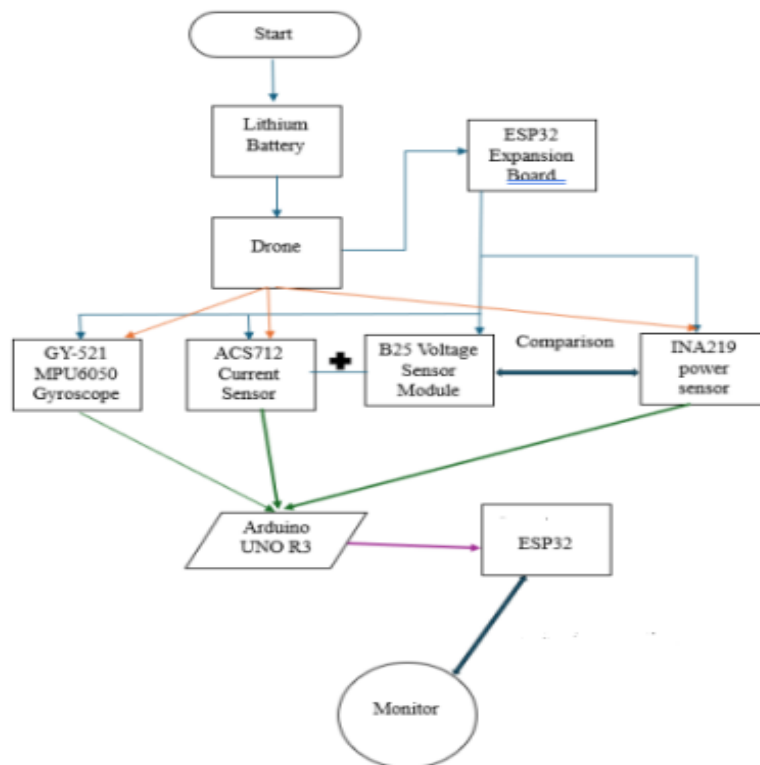 Start
Lithium
Battery
ESP32
Expansion
Board
Drone
GY-521
MPU6050
Gyroscope
ACS712
Current
Sensor
B25 Voltage
Sensor
Module
Comparison
INA219
power
sensor
Arduino
UNO R3
ESP32
Monitor